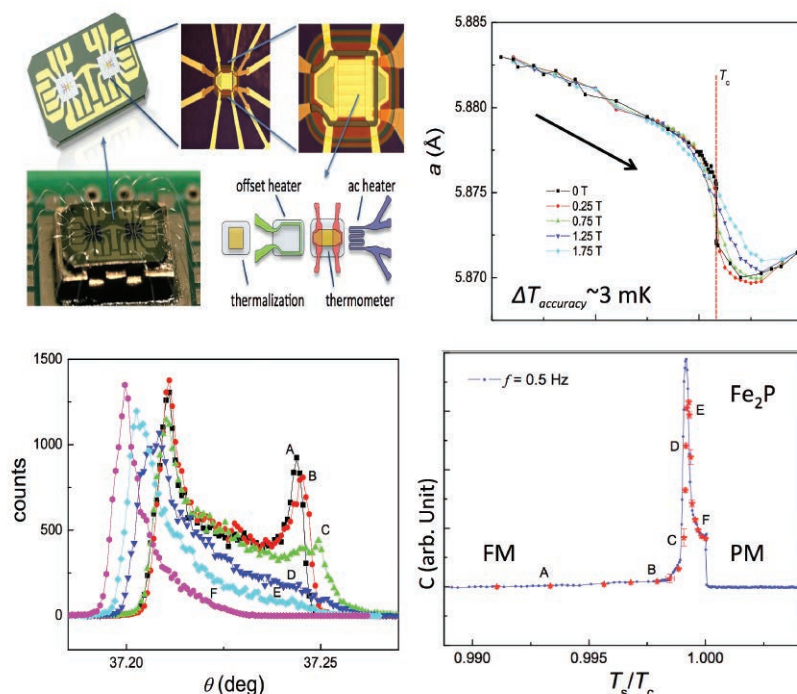 offset heater
ac heater
thermalization
thermometer
5.885
5.880
5.875
5.870
a (Å)
T_c
0 T
0.25 T
0.75 T
1.25 T
1.75 T
ΔT_accuracy~3 mK
1.000
1500
1000
500
0
counts
A
B
C
D
E
F
37.20
37.25
θ (deg)
f = 0.5 Hz
Fe₂P
E
D
F
C
B
A
FM
PM
C (arb. Unit)
0.990
0.995
1.000
T_s/T_c